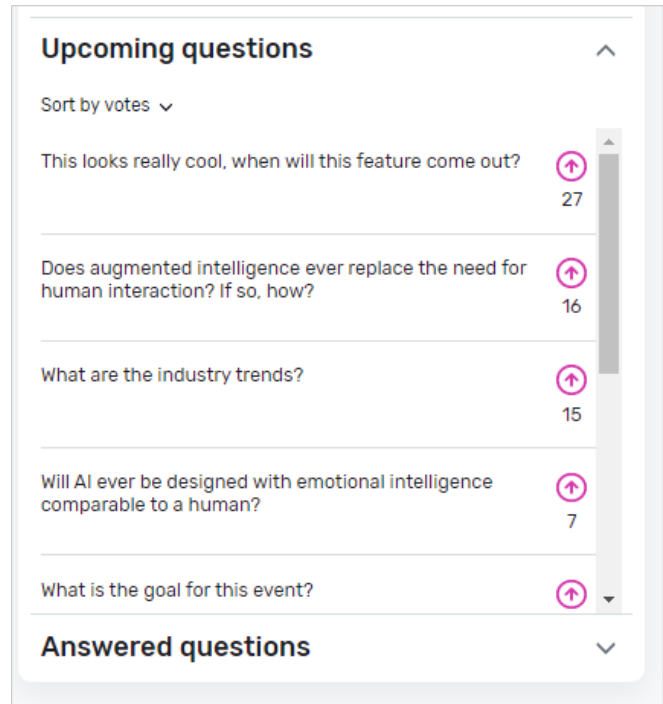 Upcoming questions
Sort by votes
This looks really cool, when will this feature come out?
27
Does augmented intelligence ever replace the need for
human interaction? If so, how?
16
What are the industry trends?
15
Will AI ever be designed with emotional intelligence
comparable to a human?
7
What is the goal for this event?
Answered questions